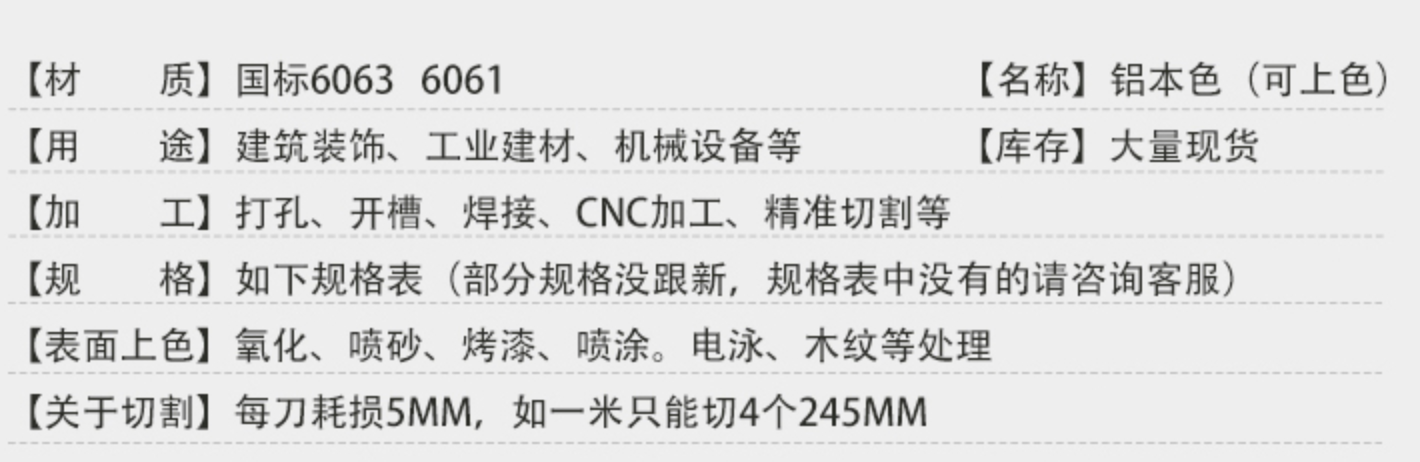 【材 质】国标6063 6061 【名称】铝本色（可上色）
【用 途】建筑装饰、工业建材、机械设备等 【库存】大量现货
【加 工】打孔、开槽、焊接、CNC加工、精准切割等
【规 格】如下规格表（部分规格没跟新，规格表中没有的请咨询客服）
【表面上色】氧化、喷砂、烤漆、喷涂。电泳、木纹等处理
【关于切割】每刀耗损5MM，如一米只能切4个245MM